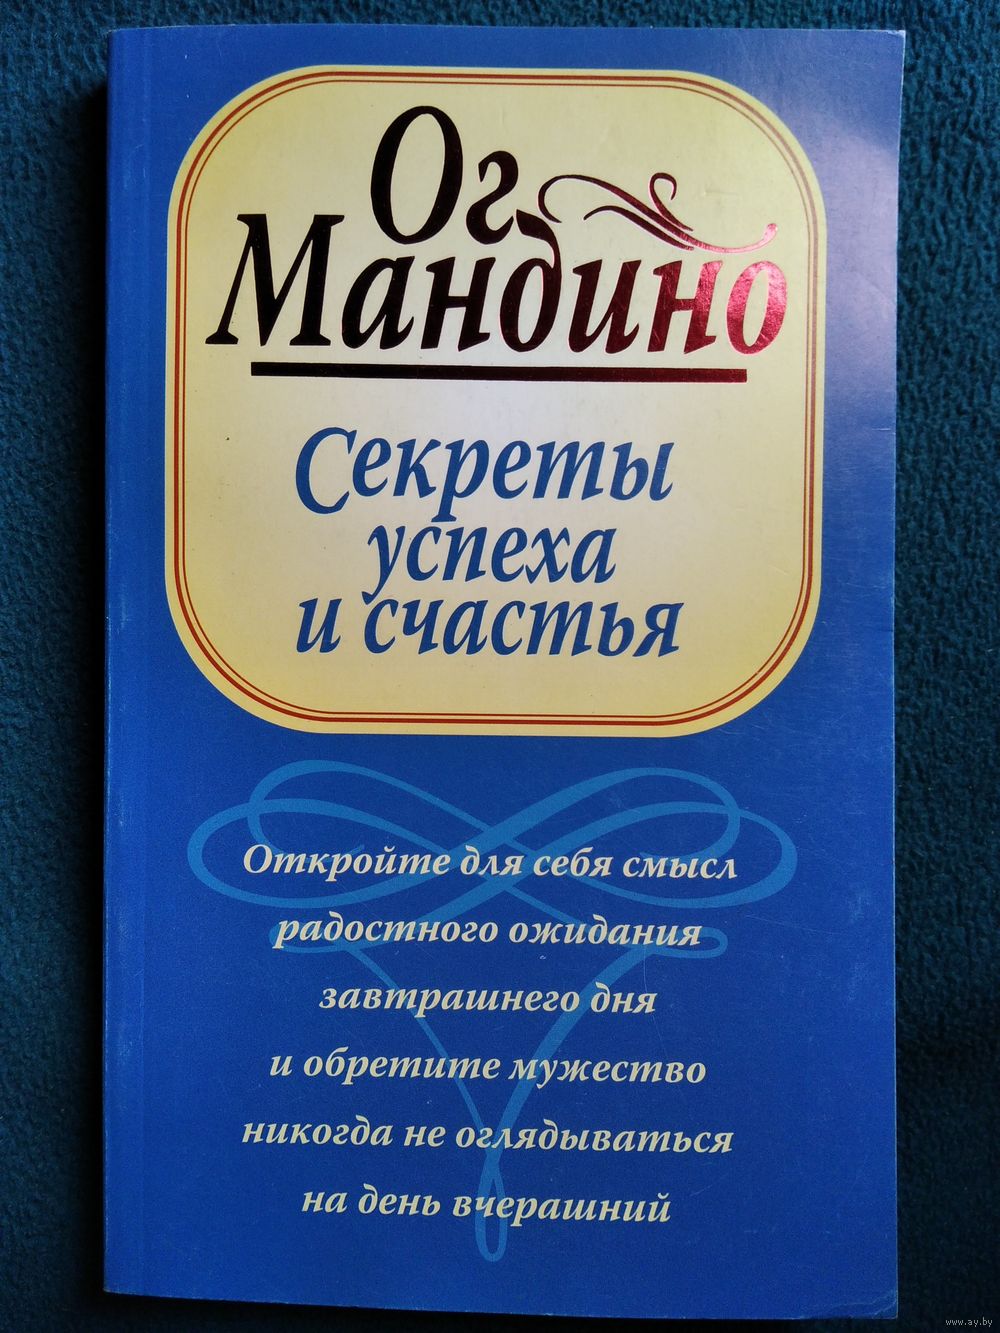 Ог
Мандино
Секреты
успеха
и счастья
Откройте для себя смысл
радостного ожидания
завтрашнего дня
и обретите мужество
никогда не оглядываться
на день вчерашний
www.ay.by